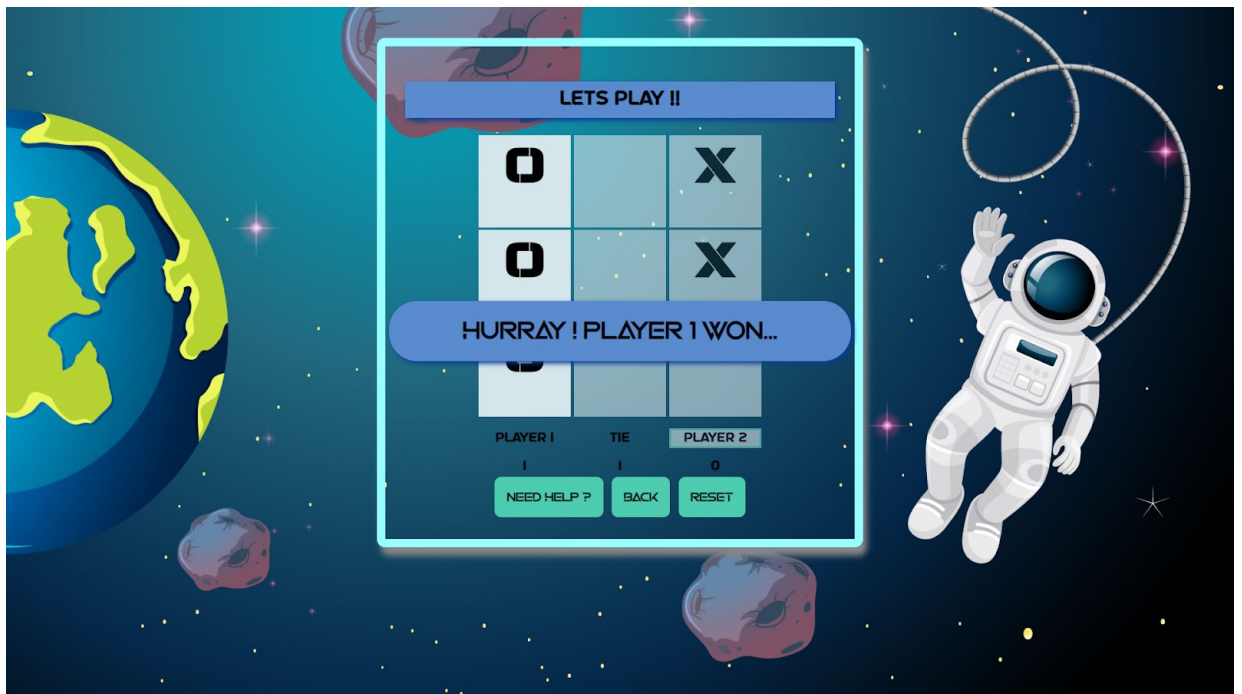 LETS PLAY !!
O X
O X
HURRAY ! PLAYER 1 WON...
PLAYER 1 TIE PLAYER 2
1 1 0
NEED HELP ? BACK RESET